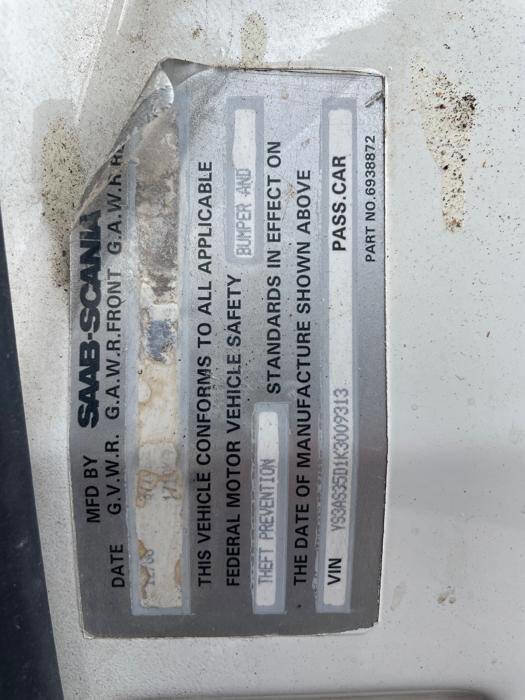 MFD BY SAAB-SCANIA
DATE G.V.W.R. G.A.W.R.FRONT G.A.W.R
THIS VEHICLE CONFORMS TO ALL APPLICABLE
FEDERAL MOTOR VEHICLE SAFETY BUMPER AND
THEFT PREVENTION STANDARDS IN EFFECT ON
THE DATE OF MANUFACTURE SHOWN ABOVE
VIN YS3AS35D1K3009313 PASS.CAR
PART NO.6938872